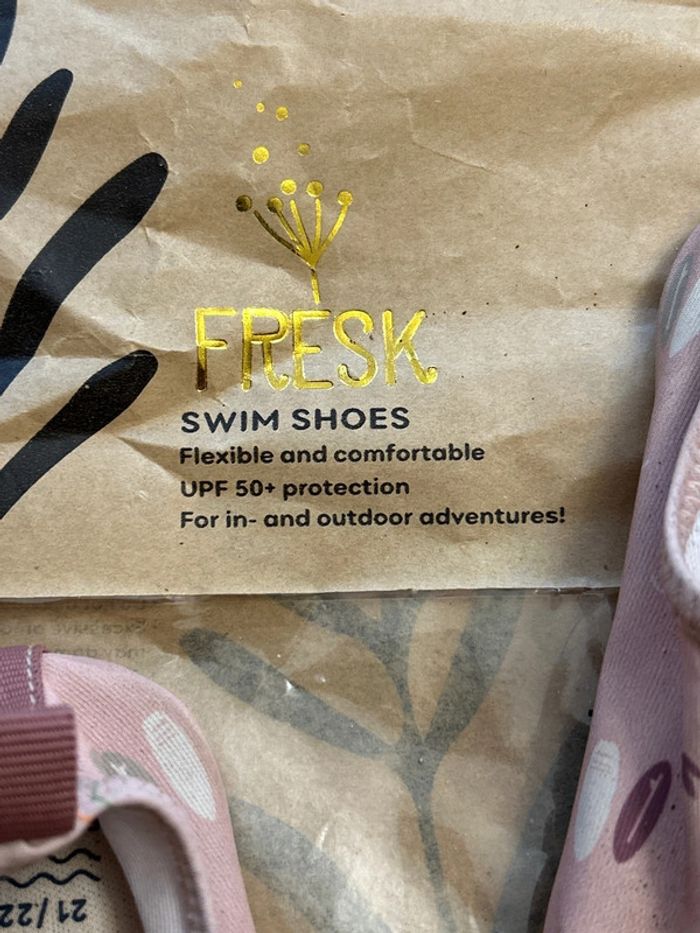 FRESK
SWIM SHOES
Flexible and comfortable
UPF 50+ protection
For in- and outdoor adventures!
21/22